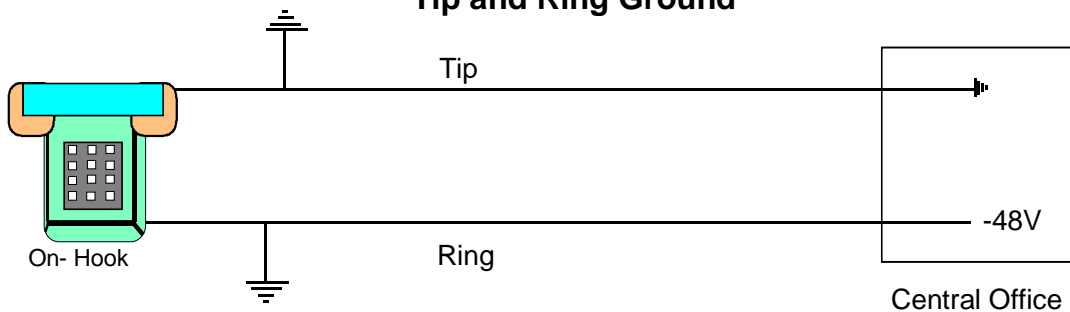 Tip and Ring Ground
Tip
-48V
Ring
On- Hook
Central Office